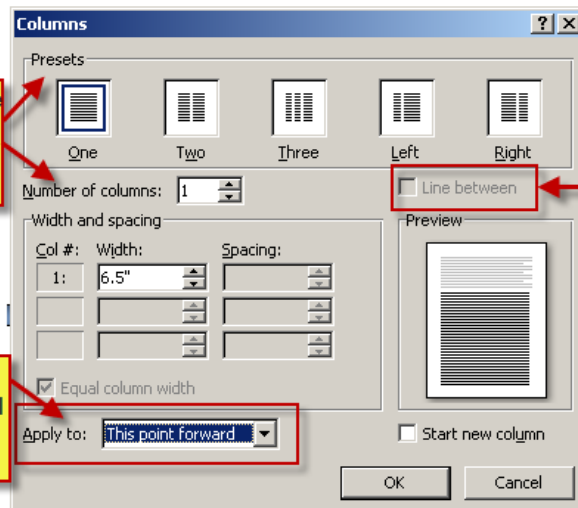 Columns
Presets
One Two Three Left Right
Number of columns: 1
Line between
Width and spacing
Preview
Col #: Width: Spacing:
1: 6.5"
Equal column width
Apply to: This point forward
Start new column
OK Cancel